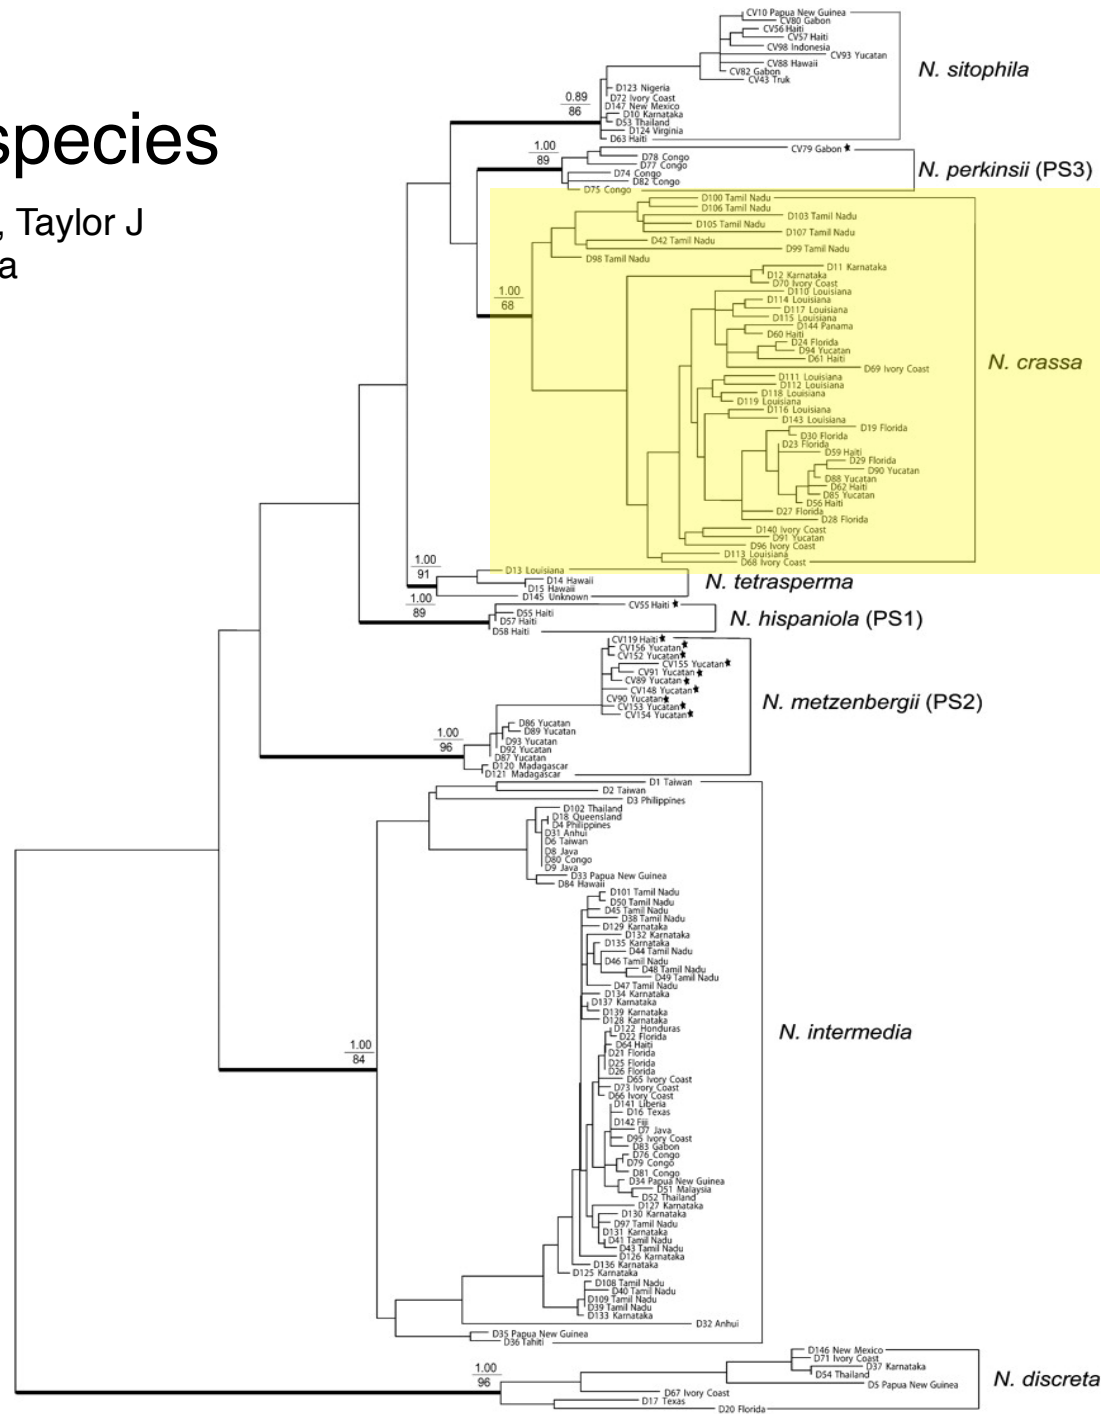 species
, Taylor J
a
CV10 Papua New Guinea
CV80 Gabon
CV56 Haiti
CV57 Haiti
CV98 Indonesia
CV93 Yucatan
CV88 Hawaii
CV82 Gabon
CV43 Truk
N. sitophila
D123 Nigeria
D72 Ivory Coast
D147 New Mexico
D10 Karnataka
D53 Thailand
D124 Virginia
D63 Haiti
0.89
86
CV79 Gabon
D78 Congo
D77 Congo
D74 Congo
D82 Congo
D75 Congo
1.00
89
N. perkinsii (PS3)
D100 Tamil Nadu
D106 Tamil Nadu
D103 Tamil Nadu
D105 Tamil Nadu
D107 Tamil Nadu
D42 Tamil Nadu
D99 Tamil Nadu
D98 Tamil Nadu
D11 Karnataka
D12 Karnataka
D70 Ivory Coast
D110 Louisiana
D114 Louisiana
D117 Louisiana
D115 Louisiana
D144 Panama
D60 Haiti
D24 Florida
D94 Yucatan
D61 Haiti
D69 Ivory Coast
D111 Louisiana
D112 Louisiana
D118 Louisiana
D119 Louisiana
D116 Louisiana
D143 Louisiana
D19 Florida
D30 Florida
D23 Florida
D59 Haiti
D29 Florida
D90 Yucatan
D88 Yucatan
D62 Haiti
D85 Yucatan
D56 Haiti
D27 Florida
D28 Florida
D140 Ivory Coast
D91 Yucatan
D96 Ivory Coast
D113 Louisiana
D68 Ivory Coast
1.00
68
N. crassa
D13 Louisiana
D14 Hawaii
D15 Hawaii
D145 Unknown
1.00
91
N. tetrasperma
CV55 Haiti
D55 Haiti
D57 Haiti
D58 Haiti
1.00
89
N. hispaniola (PS1)
CV119 Haiti
CV156 Yucatan
CV152 Yucatan
CV155 Yucatan
CV91 Yucatan
CV89 Yucatan
CV148 Yucatan
CV90 Yucatan
CV153 Yucatan
CV154 Yucatan
D86 Yucatan
D89 Yucatan
D93 Yucatan
D92 Yucatan
D87 Yucatan
D120 Madagascar
D121 Madagascar
1.00
96
N. metzenbergii (PS2)
D1 Taiwan
D2 Taiwan
D3 Philippines
D102 Thailand
D18 Queensland
D4 Philippines
D31 Anhui
D6 Taiwan
D8 Java
D80 Congo
D9 Java
D33 Papua New Guinea
D84 Hawaii
D101 Tamil Nadu
D50 Tamil Nadu
D45 Tamil Nadu
D38 Tamil Nadu
D129 Karnataka
D132 Karnataka
D135 Karnataka
D44 Tamil Nadu
D46 Tamil Nadu
D48 Tamil Nadu
D49 Tamil Nadu
D47 Tamil Nadu
D134 Karnataka
D137 Karnataka
D139 Karnataka
D128 Karnataka
D122 Honduras
D22 Florida
D64 Haiti
D21 Florida
D25 Florida
D26 Florida
D65 Ivory Coast
D73 Ivory Coast
D66 Ivory Coast
D141 Liberia
D16 Texas
D142 Fiji
D7 Java
D95 Ivory Coast
D83 Gabon
D76 Congo
D79 Congo
D81 Congo
D34 Papua New Guinea
D51 Malaysia
D52 Thailand
D127 Karnataka
D130 Karnataka
D97 Tamil Nadu
D131 Karnataka
D41 Tamil Nadu
D43 Tamil Nadu
D126 Karnataka
D136 Karnataka
D125 Karnataka
D108 Tamil Nadu
D40 Tamil Nadu
D109 Tamil Nadu
D39 Tamil Nadu
D133 Karnataka
D32 Anhui
D35 Papua New Guinea
D36 Tahiti
1.00
84
N. intermedia
D146 New Mexico
D71 Ivory Coast
D37 Karnataka
D54 Thailand
D5 Papua New Guinea
D67 Ivory Coast
D17 Texas
D20 Florida
1.00
96
N. discreta